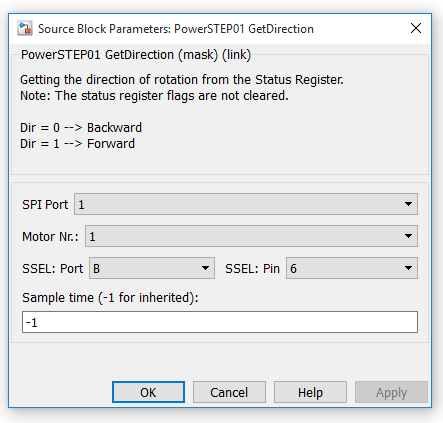 Source Block Parameters: PowerSTEP01 GetDirection
PowerSTEP01 GetDirection (mask) (link)
Getting the direction of rotation from the Status Register.
Note: The status register flags are not cleared.
Dir = 0 --> Backward
Dir = 1 --> Forward
SPI Port 1
Motor Nr.: 1
SSEL: Port B SSEL: Pin 6
Sample time (-1 for inherited):
-1
OK Cancel Help Apply